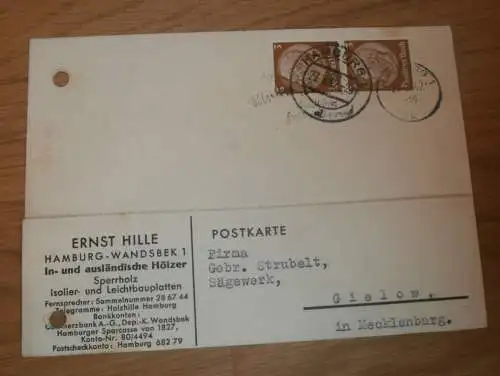 HAMBURG
ERNST HILLE
HAMBURG-WANDSBEK 1
In- und ausländische Hölzer
Sperrholz
Isolier- und Leichtbauplatten
Fernsprecher: Sammelnummer 28 67 44
Telegramme: Holzhille Hamburg
Bankkonten:
Commerzbank A.-G., Dep.-K. Wandsbek
Hamburger Sparcasse von 1827,
Konto-Nr. 80/4494
Postscheckkonto: Hamburg 682 79
POSTKARTE
Firma
Gebr. Strubelt,
Sägewerk,
Gielow,
in Mecklenburg.